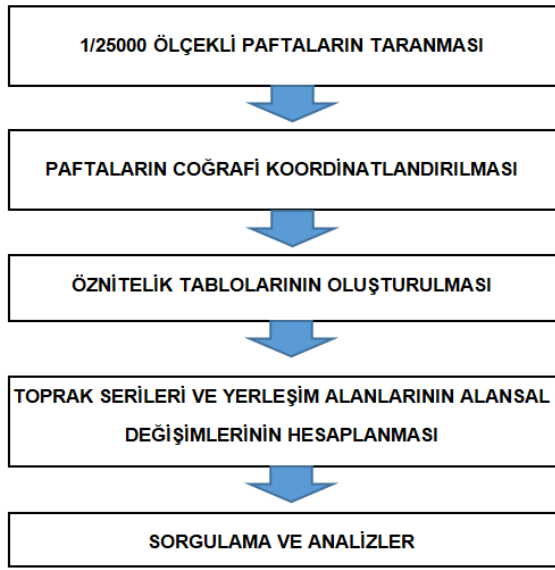 1/25000 ÖLÇEKLİ PAFTALARIN TARANMASI
PAFTALARIN COĞRAFİ KOORDİNATLANDIRILMASI
ÖZNİTELİK TABLOLARININ OLUŞTURULMASI
TOPRAK SERİLERİ VE YERLEŞİM ALANLARININ ALANSAL
DEĞİŞİMLERİNİN HESAPLANMASI
SORGULAMA VE ANALİZLER